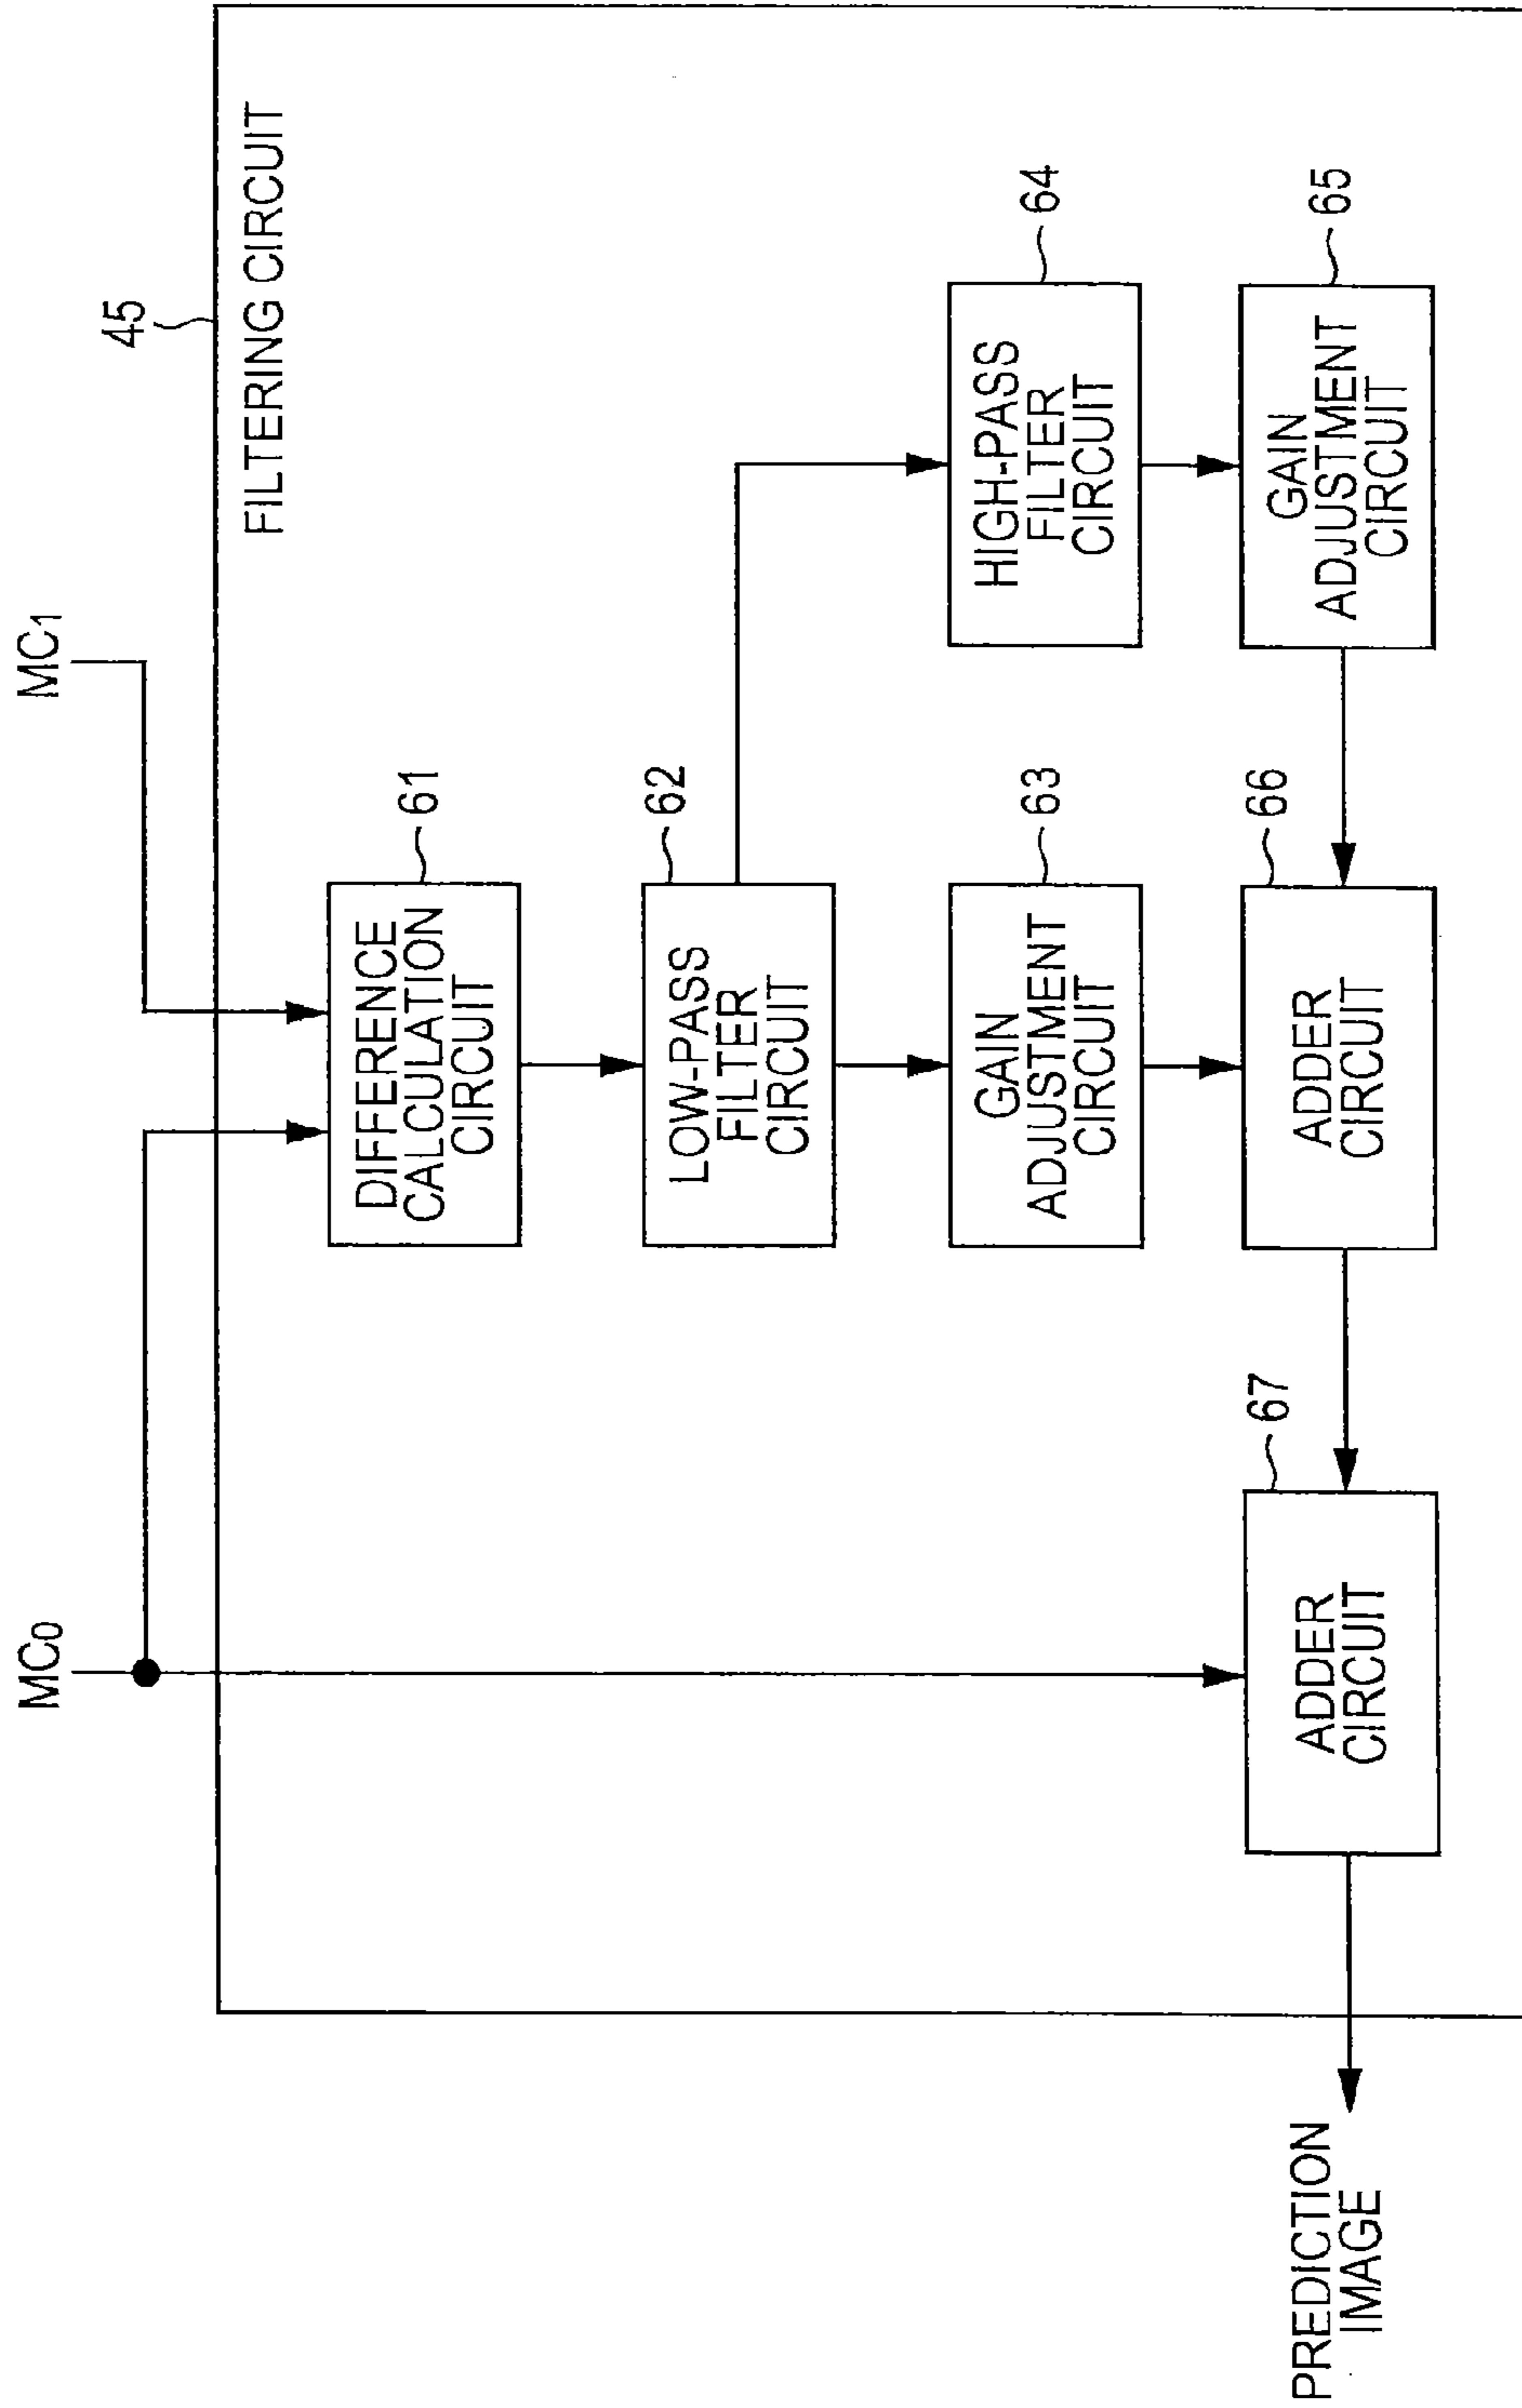 MC0
MC1
45
FILTERING CIRCUIT
DIFFERENCE
CALCULATION
CIRCUIT
61
LOW-PASS
FILTER
CIRCUIT
62
GAIN
ADJUSTMENT
CIRCUIT
63
HIGH-PASS
FILTER
CIRCUIT
64
PREDICTION
IMAGE
ADDER
CIRCUIT
67
ADDER
CIRCUIT
66
GAIN
ADJUSTMENT
CIRCUIT
65